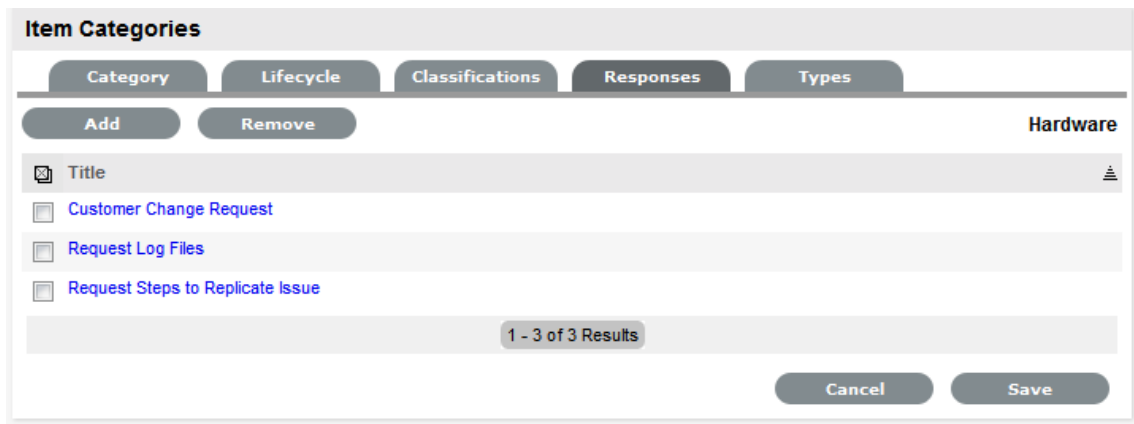 Item Categories
Category Lifecycle Classifications Responses Types
Add Remove Hardware
Title
Customer Change Request
Request Log Files
Request Steps to Replicate Issue
1 - 3 of 3 Results
Cancel Save